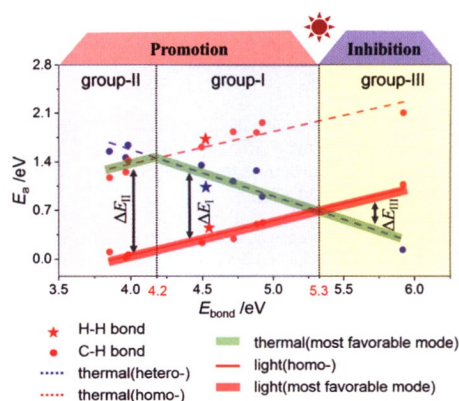 Promotion
Inhibition
group-II
group-I
group-III
2.8
2.1
1.4
0.7
0.0
Eₐ /eV
ΔE_II
ΔE_I
ΔE_III
3.5
4.0
4.2
4.5
5.0
5.3
5.5
6.0
E_bond /eV
H-H bond
C-H bond
thermal(hetero-)
thermal(homo-)
thermal(most favorable mode)
light(homo-)
light(most favorable mode)